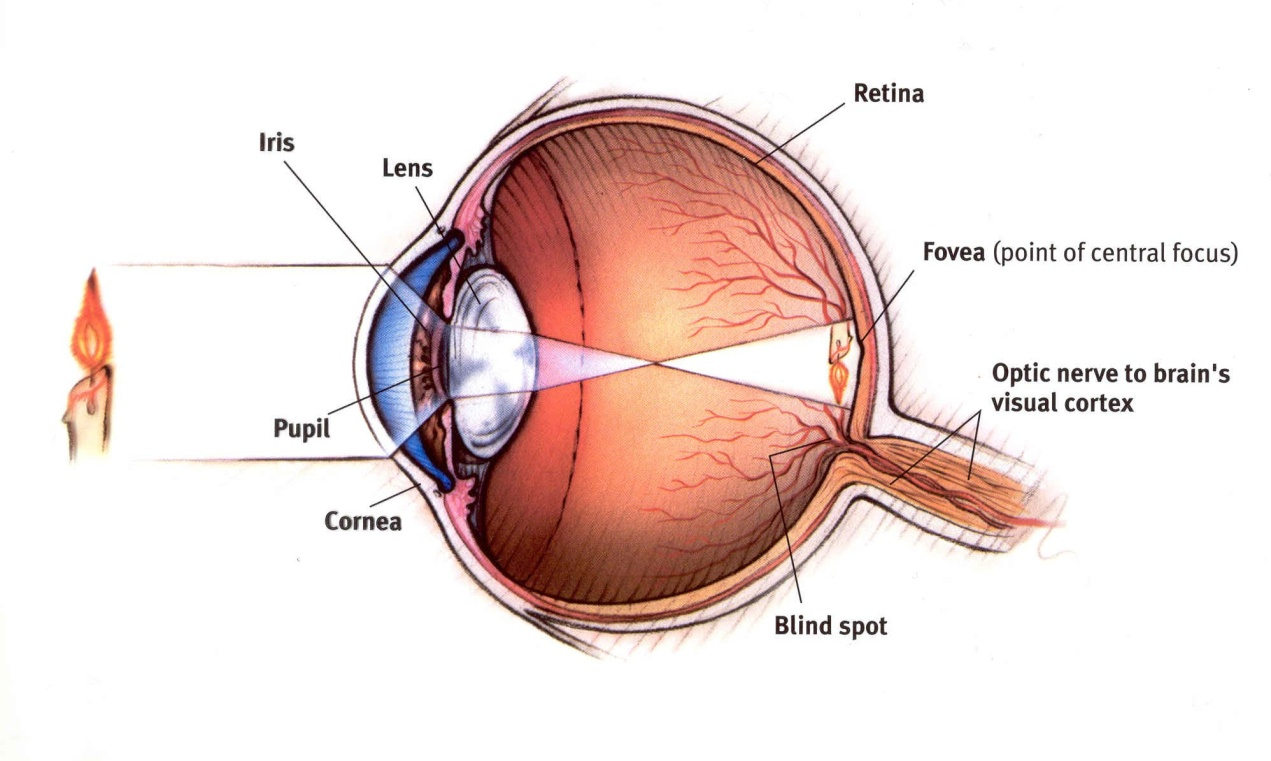 Retina
Iris
Lens
Fovea (point of central focus)
Optic nerve to brain's
visual cortex
Pupil
Cornea
Blind spot